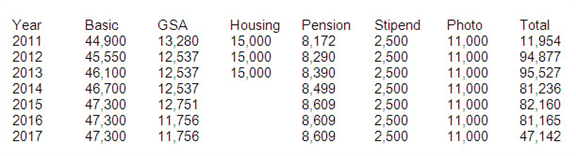 Year Basic GSA Housing Pension Stipend Photo Total
2011 44,900 13,280 15,000 8,172 2,500 11,000 11,954
2012 45,550 12,537 15,000 8,290 2,500 11,000 94,877
2013 46,100 12,537 15,000 8,390 2,500 11,000 95,527
2014 46,700 12,537 8,499 2,500 11,000 81,236
2015 47,300 12,751 8,609 2,500 11,000 82,160
2016 47,300 11,756 8,609 2,500 11,000 81,165
2017 47,300 11,756 8,609 2,500 11,000 47,142